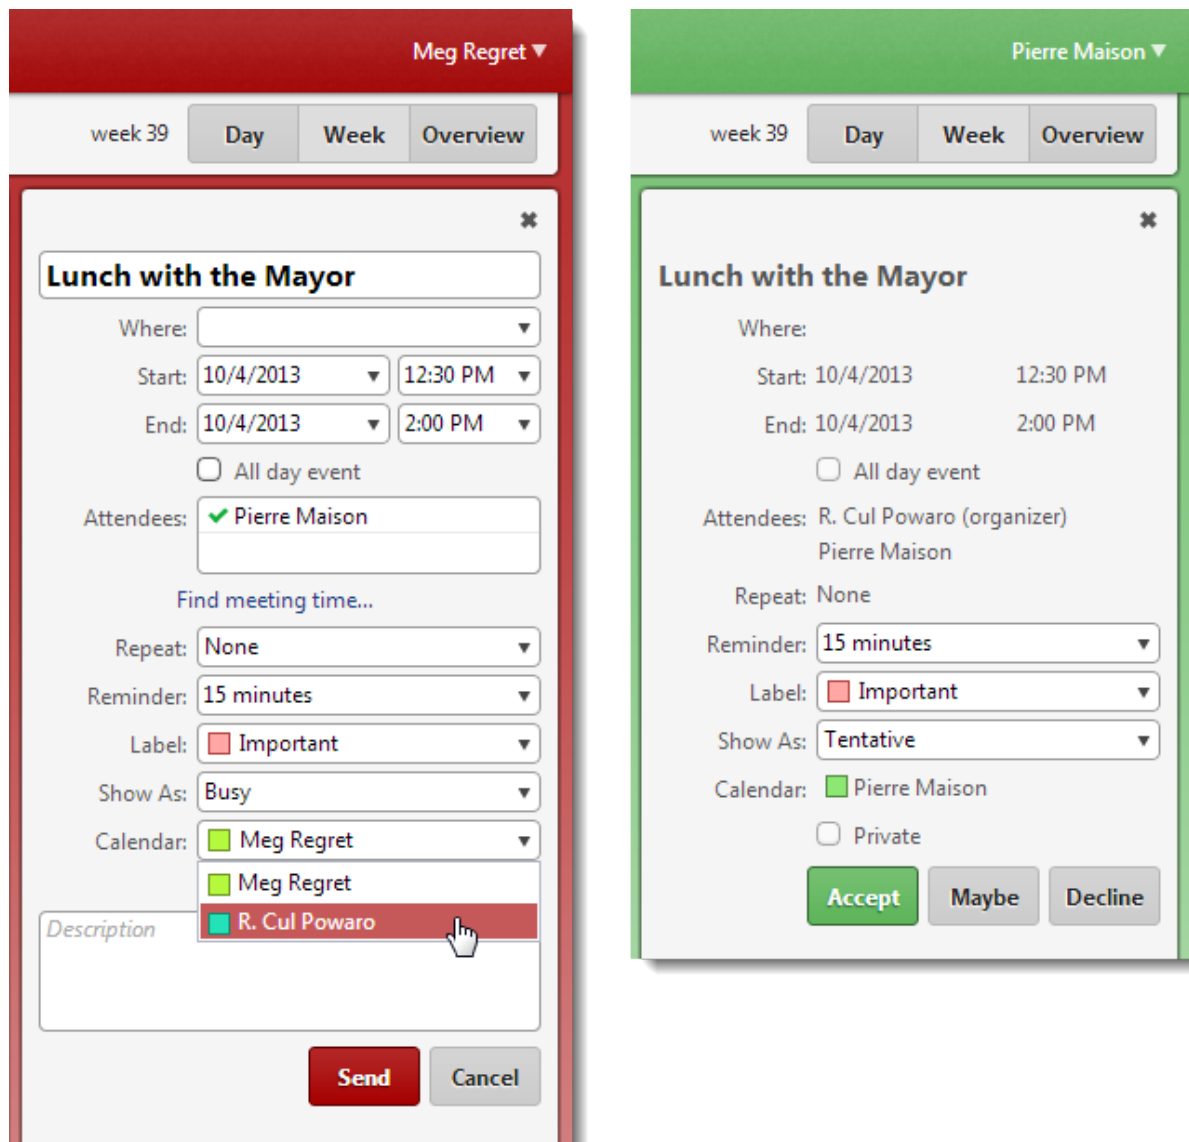 Meg Regret
week 39 Day Week Overview
Lunch with the Mayor
Where:
Start: 10/4/2013 12:30 PM
End: 10/4/2013 2:00 PM
All day event
Attendees: Pierre Maison
Find meeting time...
Repeat: None
Reminder: 15 minutes
Label: Important
Show As: Busy
Calendar: Meg Regret
Meg Regret
R. Cul Powaro
Description
Send Cancel
Pierre Maison
week 39 Day Week Overview
Lunch with the Mayor
Where:
Start: 10/4/2013 12:30 PM
End: 10/4/2013 2:00 PM
All day event
Attendees: R. Cul Powaro (organizer)
Pierre Maison
Repeat: None
Reminder: 15 minutes
Label: Important
Show As: Tentative
Calendar: Pierre Maison
Private
Accept Maybe Decline